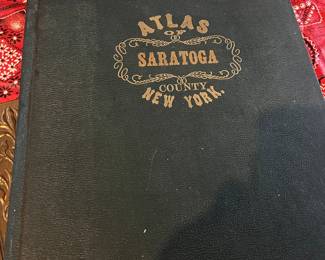 ATLAS
OF
SARATOGA
COUNTY
NEW YORK.